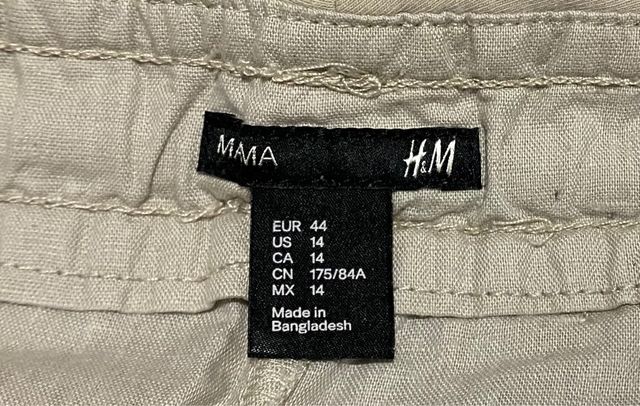 MAMA H&M
EUR 44
US 14
CA 14
CN 175/84A
MX 14
Made in
Bangladesh